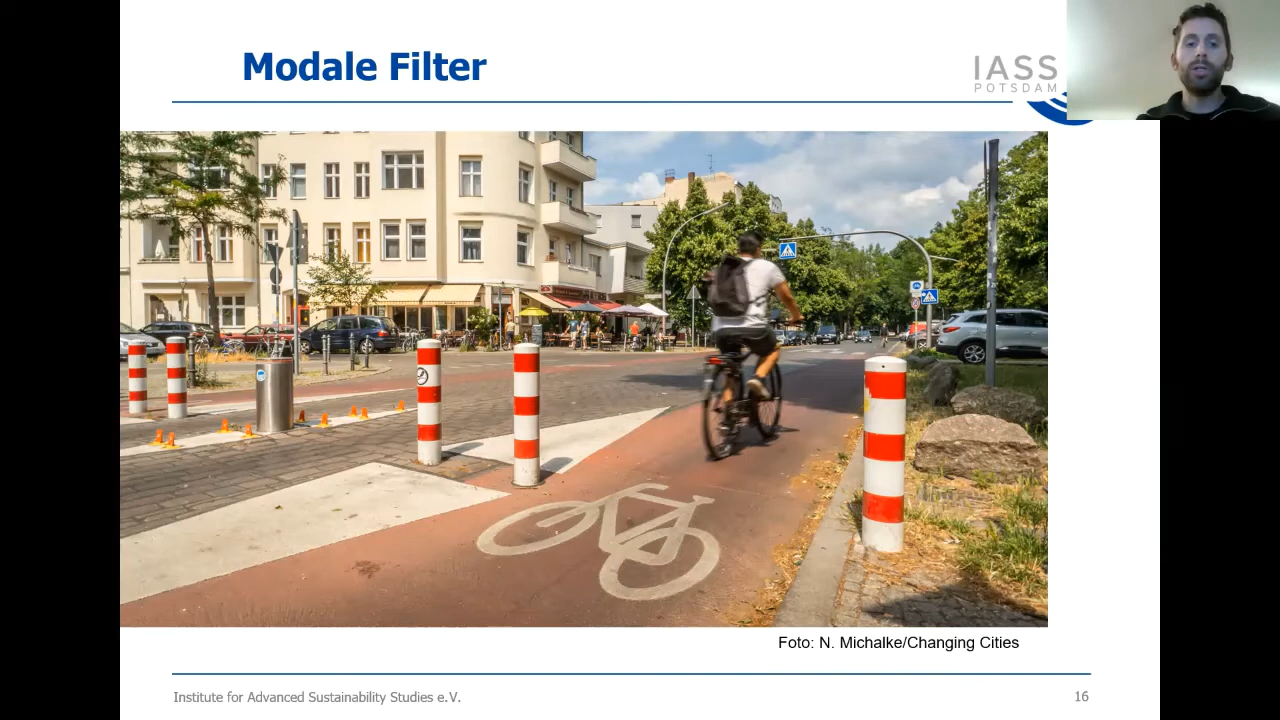 Modale Filter
IASS
POTSDAM
Foto: N. Michalke/Changing Cities
Institute for Advanced Sustainability Studies e.V.
16